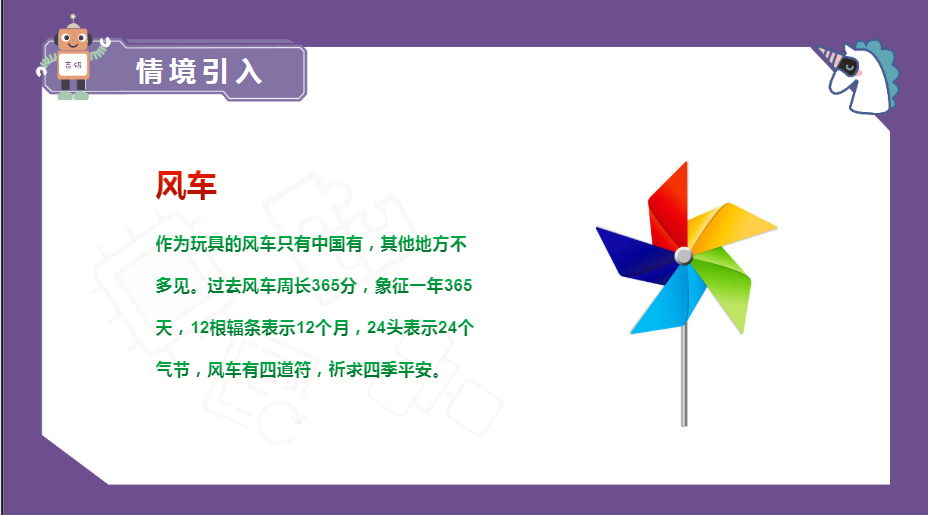 情境引入
风车
作为玩具的风车只有中国有，其他地方不
多见。过去风车周长365分，象征一年365
天，12根辐条表示12个月，24头表示24个
气节，风车有四道符，祈求四季平安。